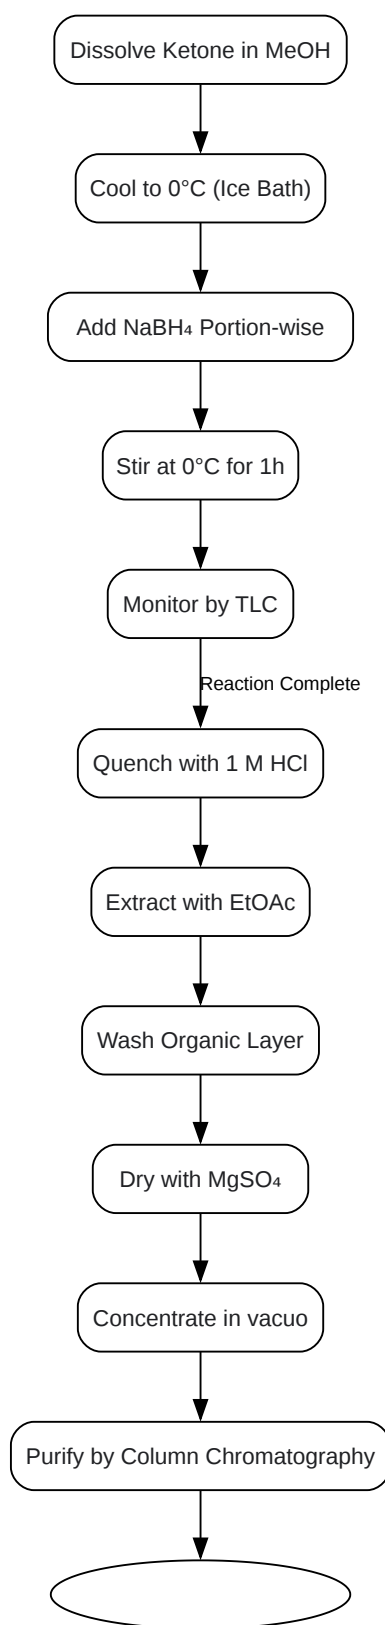 Dissolve Ketone in MeOH
Cool to 0°C (Ice Bath)
Add NaBH₄ Portion-wise
Stir at 0°C for 1h
Monitor by TLC
Reaction Complete
Quench with 1 M HCl
Extract with EtOAc
Wash Organic Layer
Dry with MgSO₄
Concentrate in vacuo
Purify by Column Chromatography